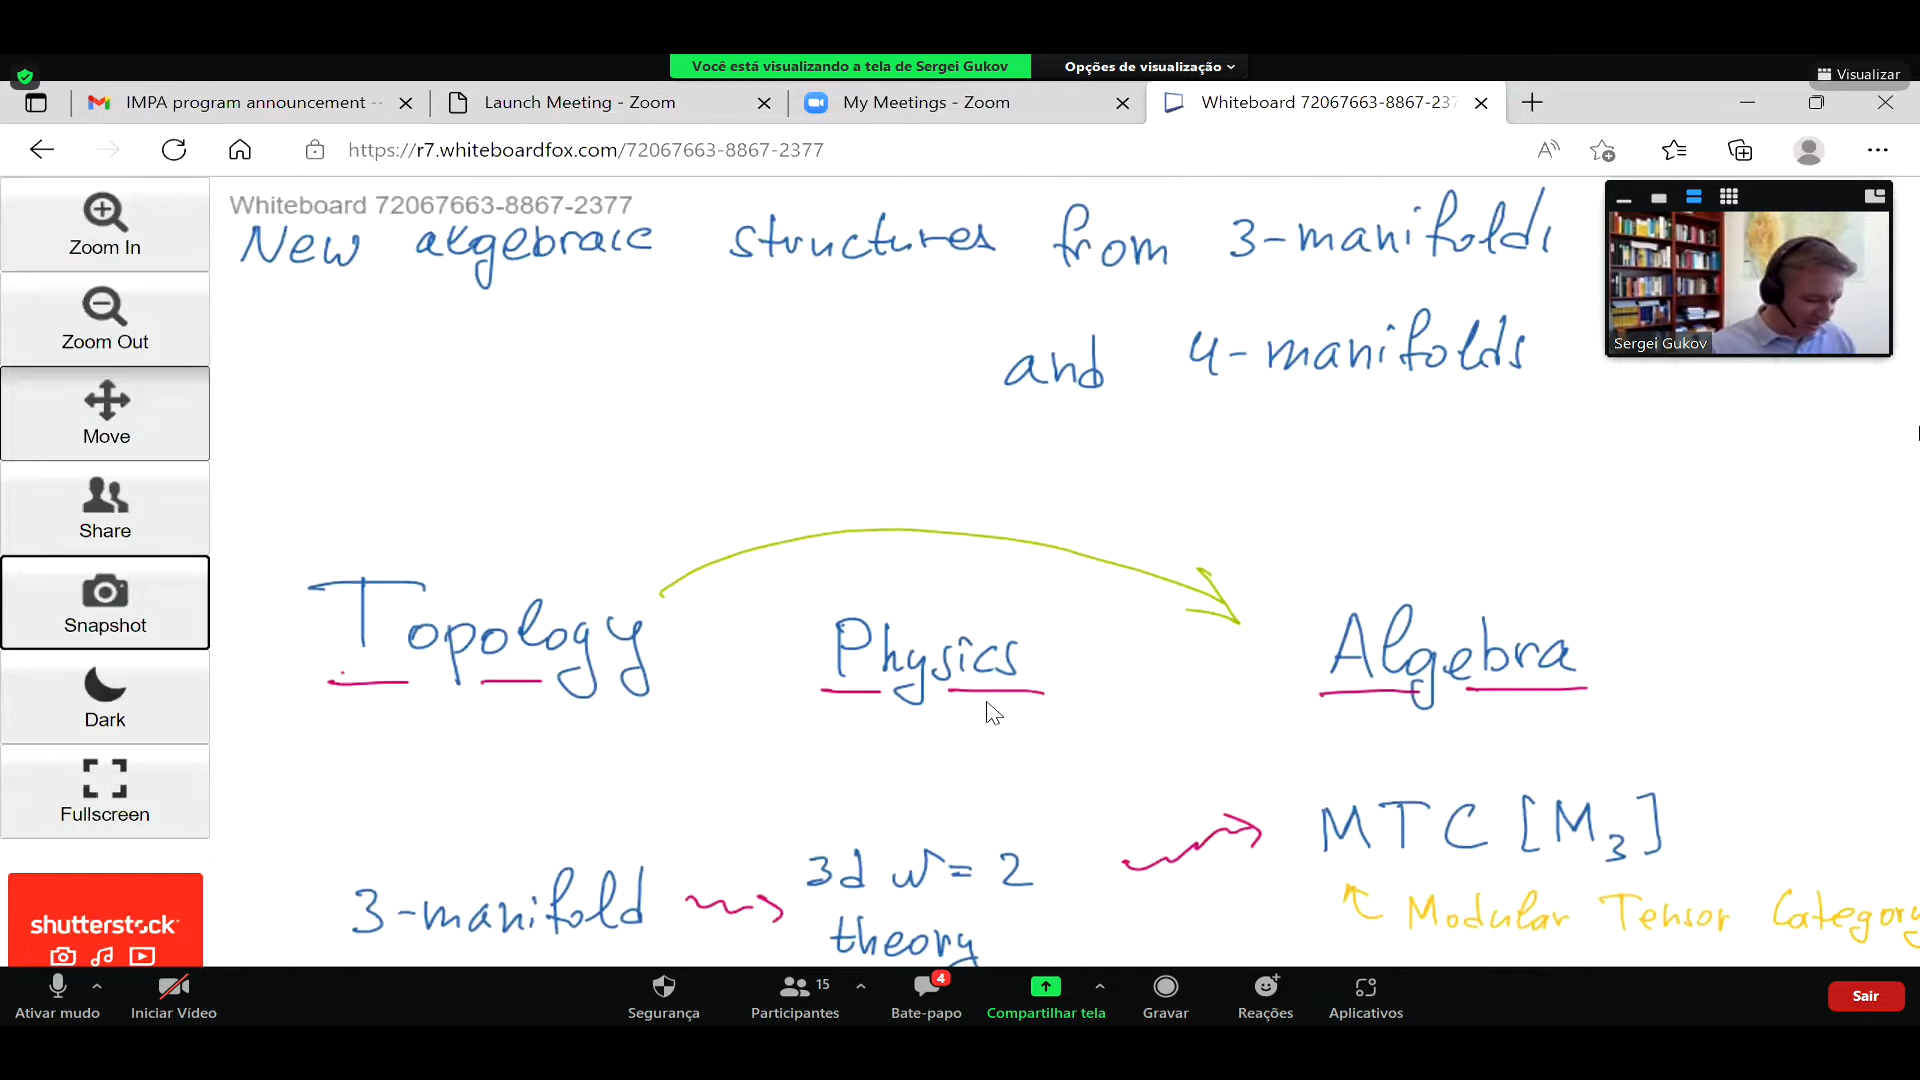 Você está visualizando a tela de Sergei Gukov
Opções de visualização
Visualizar
IMPA program announcement
Launch Meeting - Zoom
My Meetings - Zoom
Whiteboard 72067663-8867-237
https://r7.whiteboardfox.com/72067663-8867-2377
Whiteboard 72067663-8867-2377
New algebraic structures from 3-manifolds
and 4-manifolds
Sergei Gukov
Zoom In
Zoom Out
Move
Share
Snapshot
Dark
Fullscreen
Topology Physics Algebra
3-manifold 3d N = 2 theory
MTC [M3]
Modular Tensor Category
shutterstock
Ativar mudo
Iniciar Vídeo
Segurança
15
Participantes
4
Bate-papo
Compartilhar tela
Gravar
Reações
Aplicativos
Sair